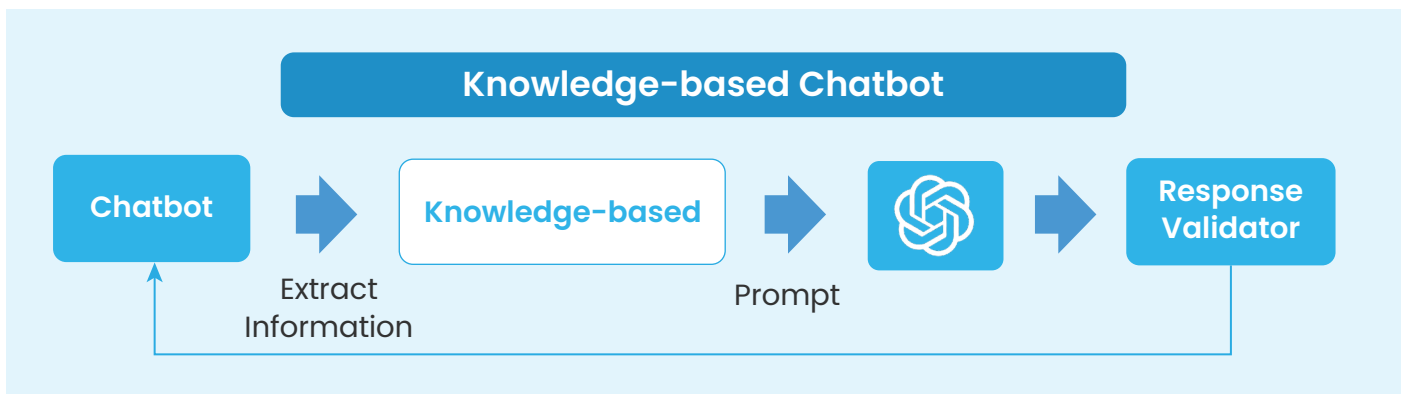 Knowledge-based Chatbot
Chatbot
Extract
Information
Knowledge-based
Prompt
Response
Validator